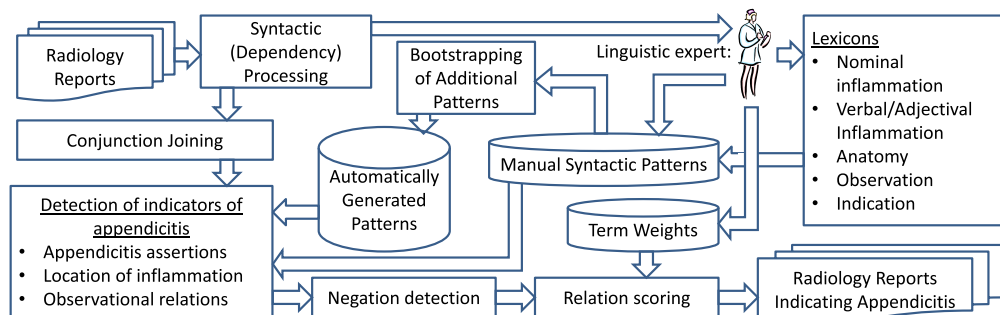 Radiology
Reports
Syntactic
(Dependency)
Processing
Bootstrapping
of Additional
Patterns
Linguistic expert:
Lexicons
• Nominal
inflammation
• Verbal/Adjectival
Inflammation
• Anatomy
• Observation
• Indication
Conjunction Joining
Automatically
Generated
Patterns
Manual Syntactic Patterns
Term Weights
Detection of indicators of
appendicitis
• Appendicitis assertions
• Location of inflammation
• Observational relations
Negation detection
Relation scoring
Radiology Reports
Indicating Appendicitis